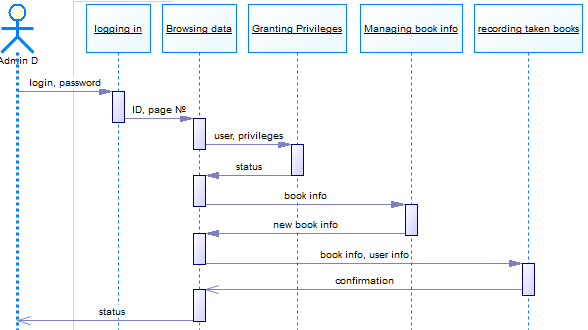 logging in
Browsing data
Granting Privileges
Managing book info
recording taken books
Admin D
login, password
ID, page №
user, privileges
status
book info
new book info
book info, user info
confirmation
status